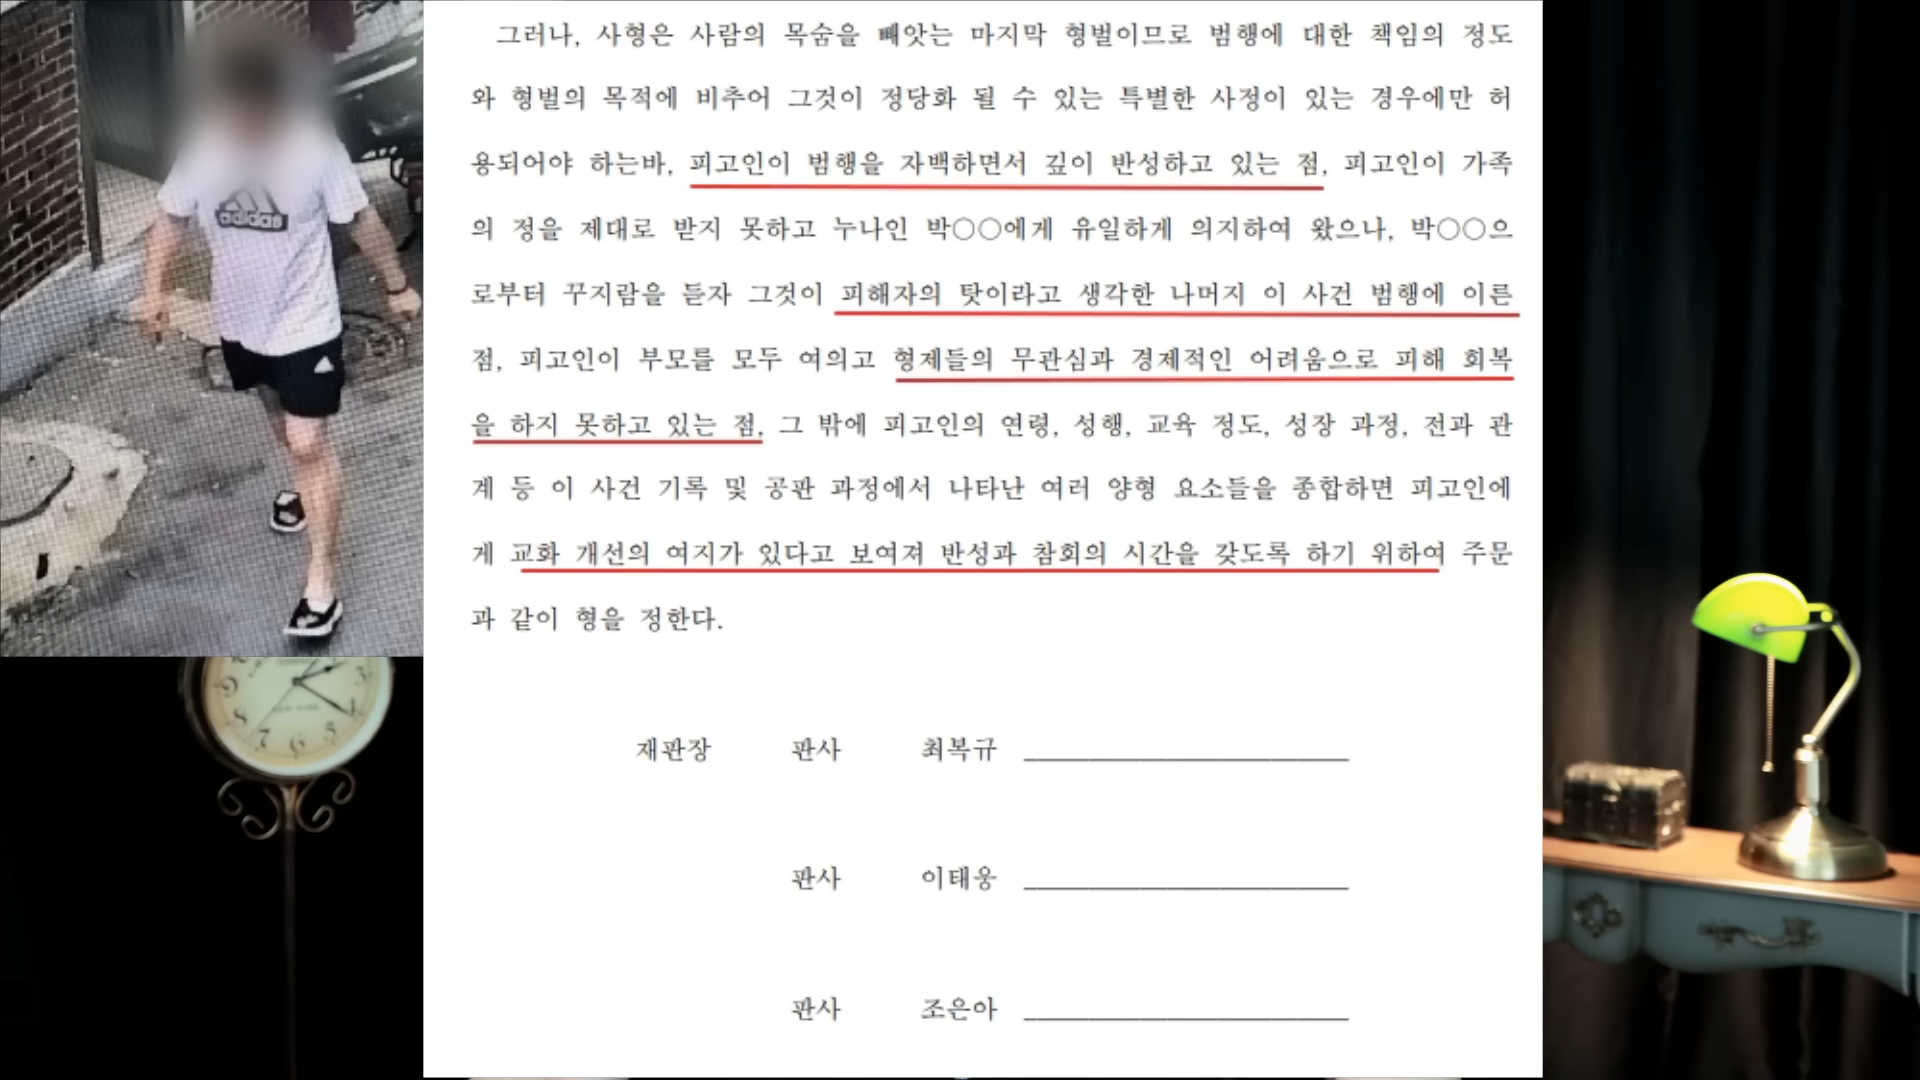 그러나, 사형은 사람의 목숨을 빼앗는 마지막 형벌이므로 범행에 대한 책임의 정도
와 형벌의 목적에 비추어 그것이 정당화 될 수 있는 특별한 사정이 있는 경우에만 허
용되어야 하는바, 피고인이 범행을 자백하면서 깊이 반성하고 있는 점, 피고인이 가족
의 정을 제대로 받지 못하고 누나인 박○○에게 유일하게 의지하여 왔으나, 박○○으
로부터 꾸지람을 듣자 그것이 피해자의 탓이라고 생각한 나머지 이 사건 범행에 이른
점, 피고인이 부모를 모두 여의고 형제들의 무관심과 경제적인 어려움으로 피해 회복
을 하지 못하고 있는 점, 그 밖에 피고인의 연령, 성행, 교육 정도, 성장 과정, 전과 관
계 등 이 사건 기록 및 공판 과정에서 나타난 여러 양형 요소들을 종합하면 피고인에
게 교화 개선의 여지가 있다고 보여져 반성과 참회의 시간을 갖도록 하기 위하여 주문
과 같이 형을 정한다.
재판장 판사 최복규
판사 이태웅
판사 조은아
adidas
3
9
4
8
7 6 5